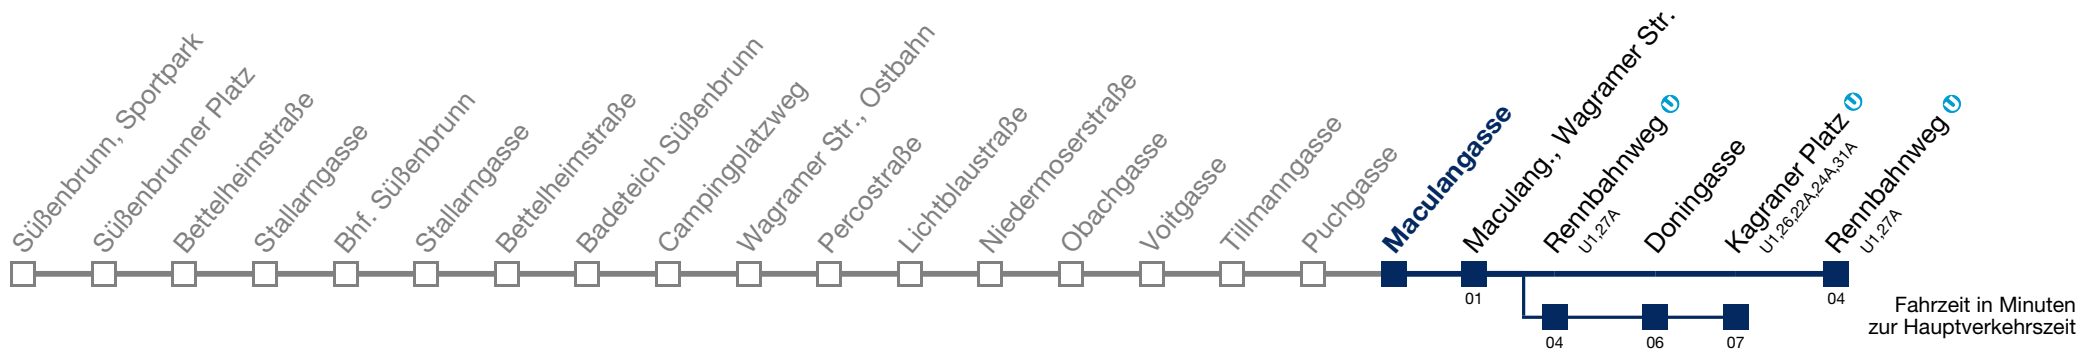 Süßenbrunn, Sportpark
Süßenbrunner Platz
Bettelheimstraße
Stallarngasse
Bhf. Süßenbrunn
Stallarngasse
Bettelheimstraße
Badeteich Süßenbrunn
Campingplatzweg
Wagramer Str., Ostbahn
Percostraße
Lichtblaustraße
Niedermoserstraße
Obachgasse
Voitgasse
Tillmanngasse
Puchgasse
Maculangasse
Maculang., Wagramer Str.
Rennbahnweg
U1,27A
Doningasse
Kagraner Platz
U1,26,22A,24A,31A
Rennbahnweg
U1,27A
01
04
04
06
07
Fahrzeit in Minuten
zur Hauptverkehrszeit